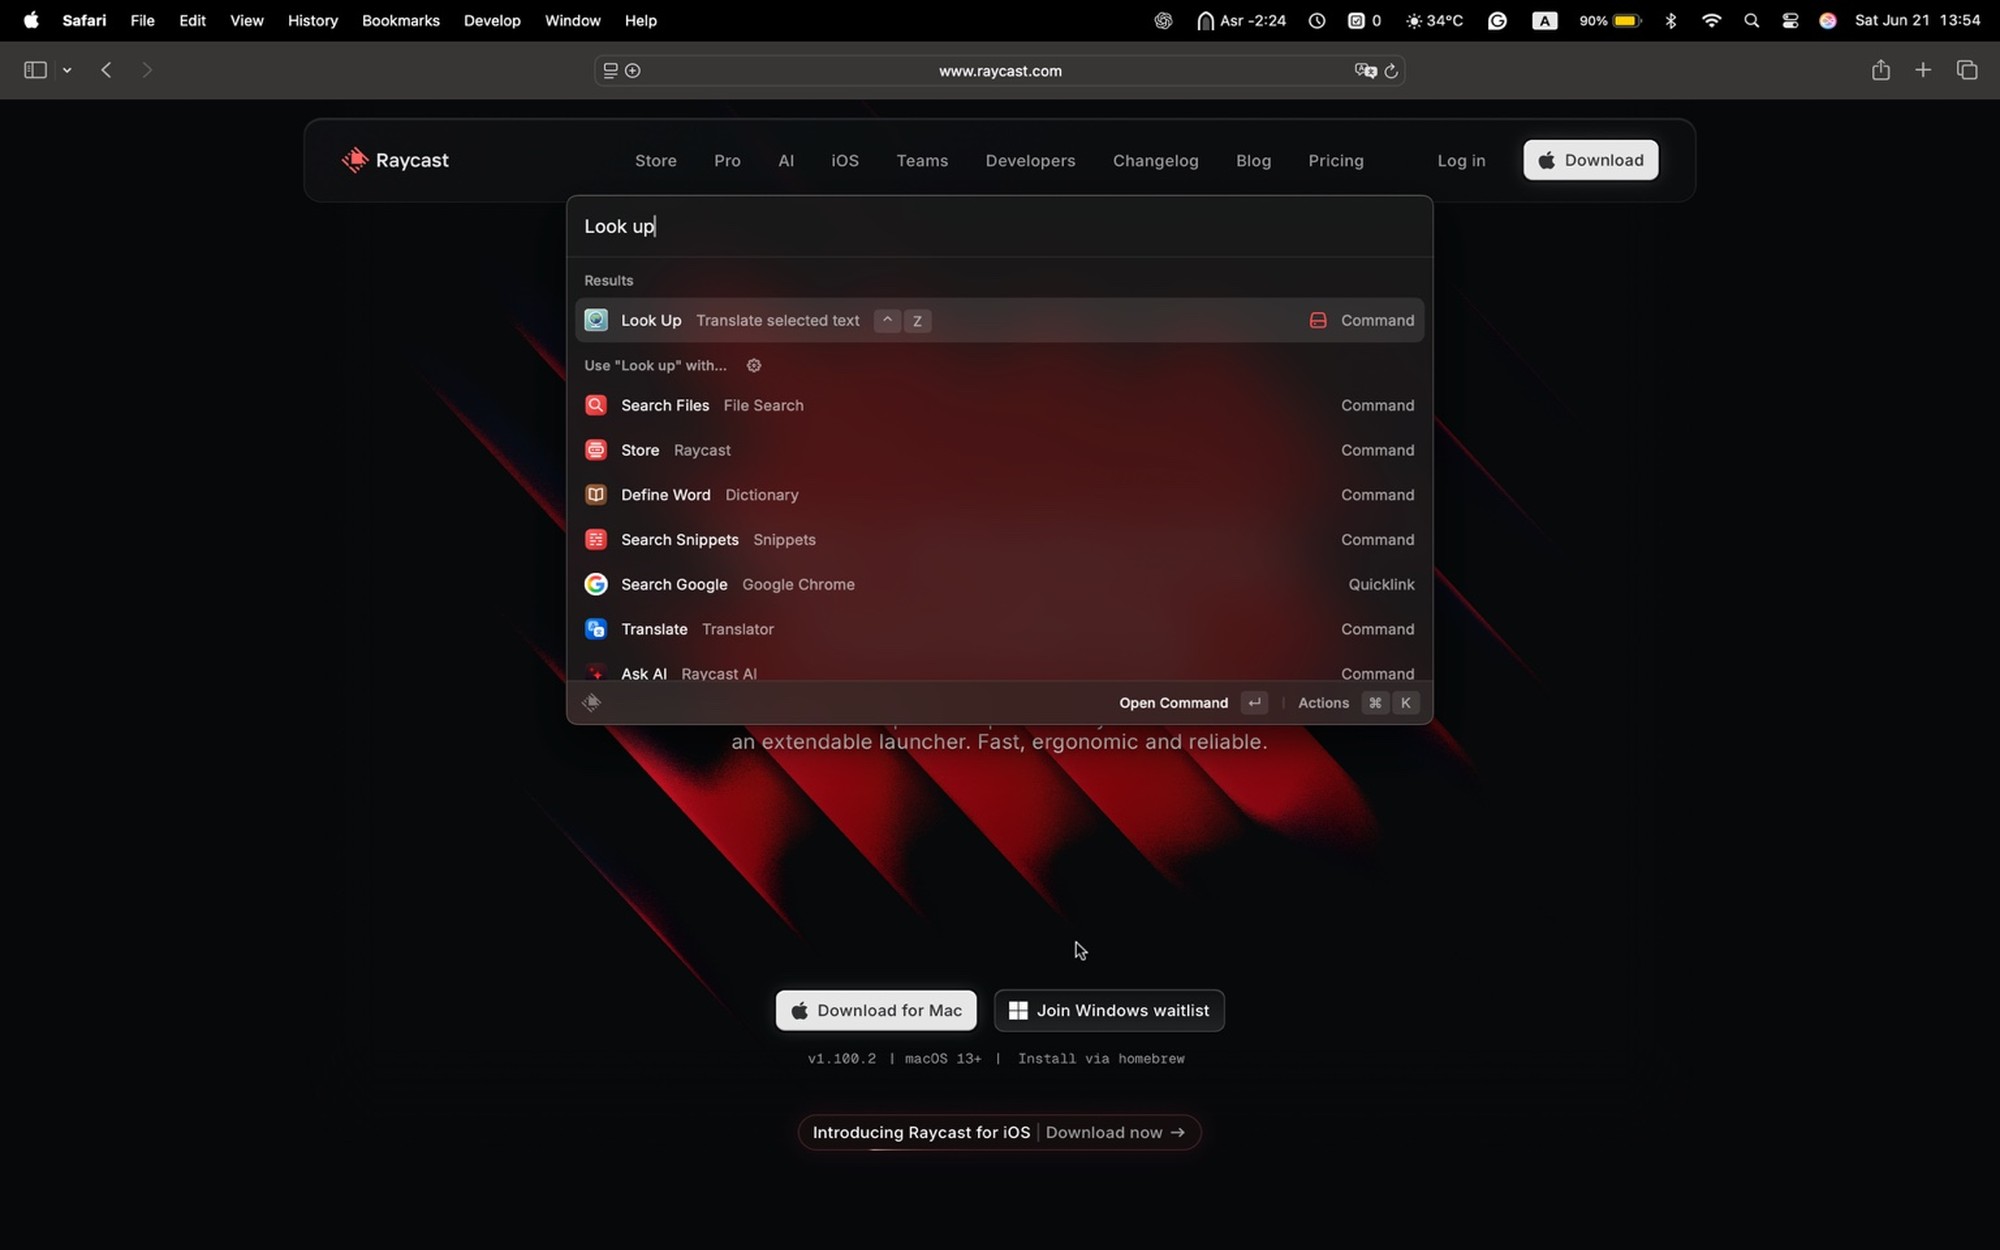 Safari File Edit View History Bookmarks Develop Window Help Asr -2:24 0 34°C A 90% Sat Jun 21 13:54
www.raycast.com
Raycast Store Pro AI iOS Teams Developers Changelog Blog Pricing Log in Download
Look up
Results
Look Up Translate selected text ^ Z Command
Use "Look up" with...
Search Files File Search Command
Store Raycast Command
Define Word Dictionary Command
Search Snippets Snippets Command
Search Google Google Chrome Quicklink
Translate Translator Command
Ask AI Raycast AI Command
Open Command ↵ Actions ⌘ K
an extendable launcher. Fast, ergonomic and reliable.
Download for Mac Join Windows waitlist
v1.100.2 | macOS 13+ | Install via homebrew
Introducing Raycast for iOS | Download now →